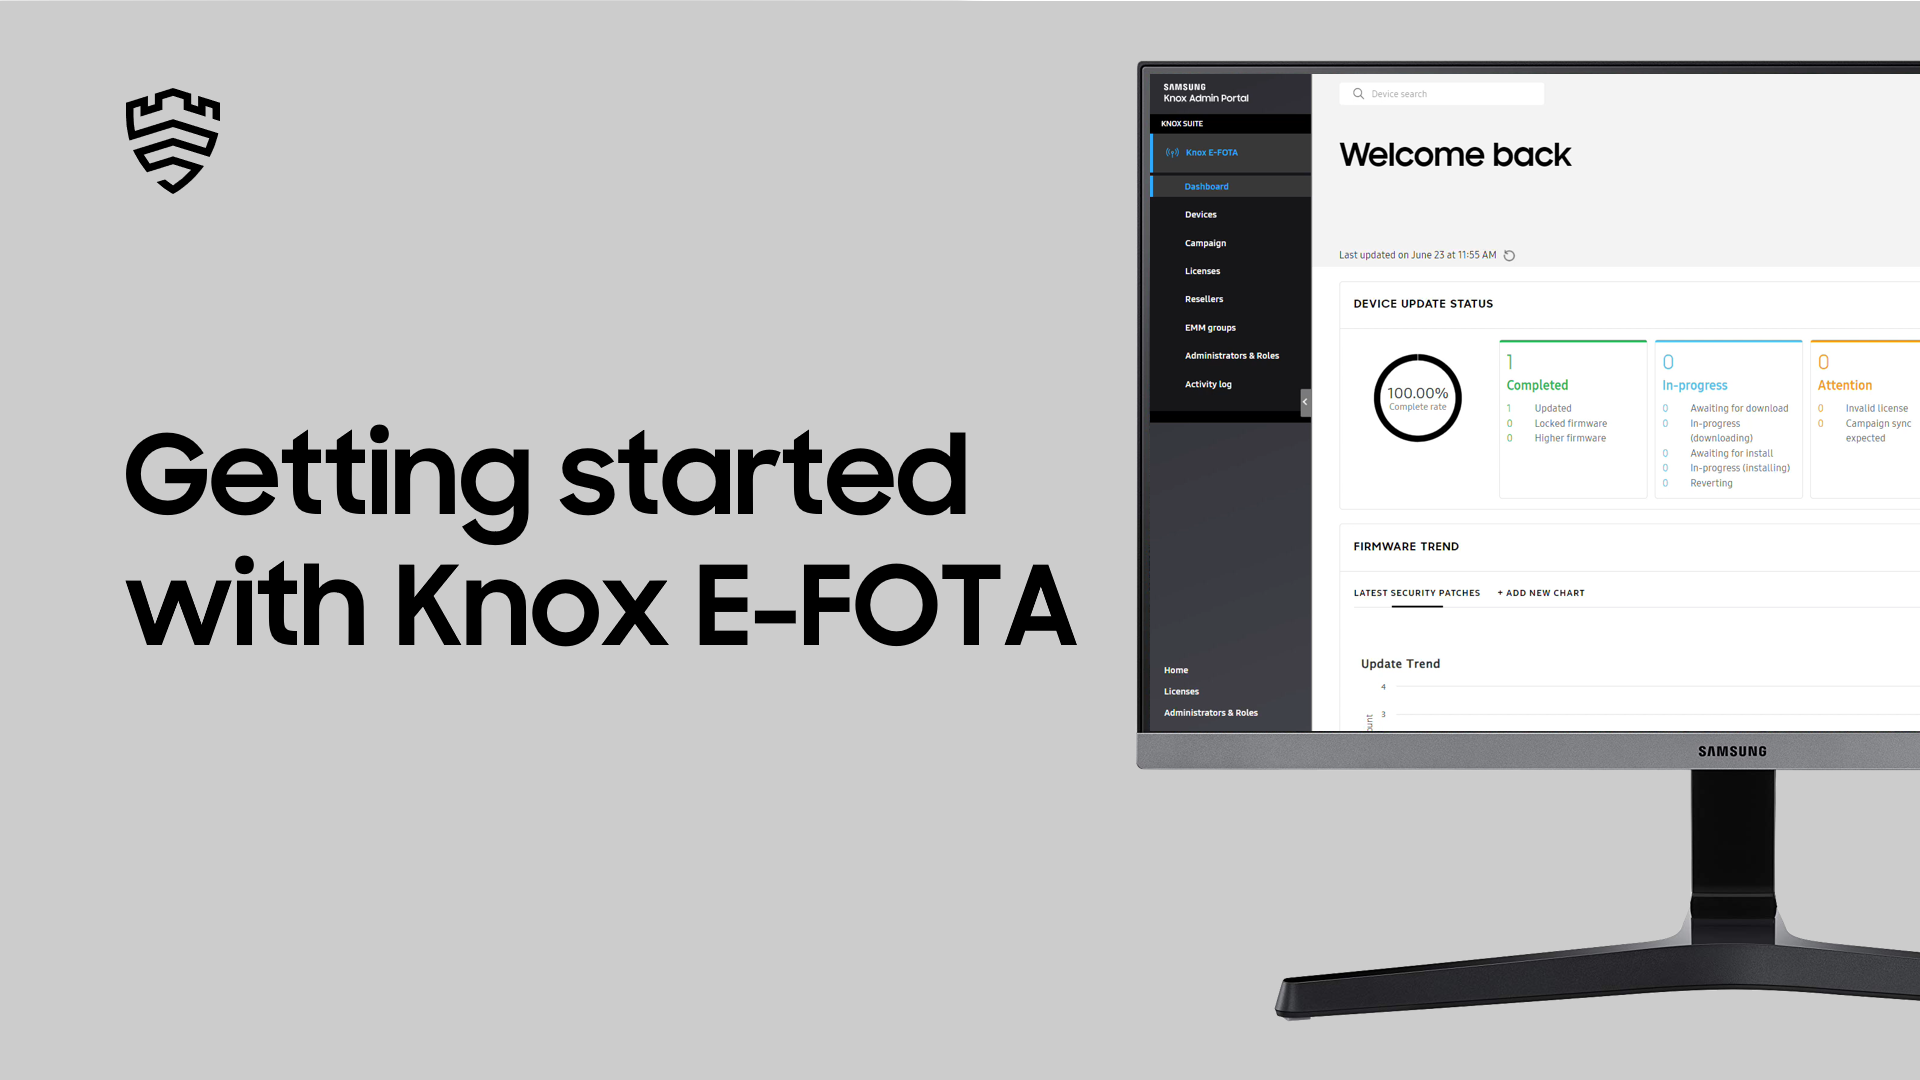 Getting started
with Knox E-FOTA
SAMSUNG
Knox Admin Portal
KNOX SUITE
Knox E-FOTA
Dashboard
Devices
Campaign
Licenses
Resellers
EMM groups
Administrators & Roles
Activity log
Home
Licenses
Administrators & Roles
Device search
Welcome back
Last updated on June 23 at 11:55 AM
DEVICE UPDATE STATUS
100.00%
Complete rate
1
Completed
1 Updated
0 Locked firmware
0 Higher firmware
0
In-progress
0 Awaiting for download
0 In-progress
(downloading)
0 Awaiting for install
0 In-progress (installing)
0 Reverting
0
Attention
0 Invalid license
0 Campaign sync
expected
FIRMWARE TREND
LATEST SECURITY PATCHES + ADD NEW CHART
Update Trend
4
3
SAMSUNG